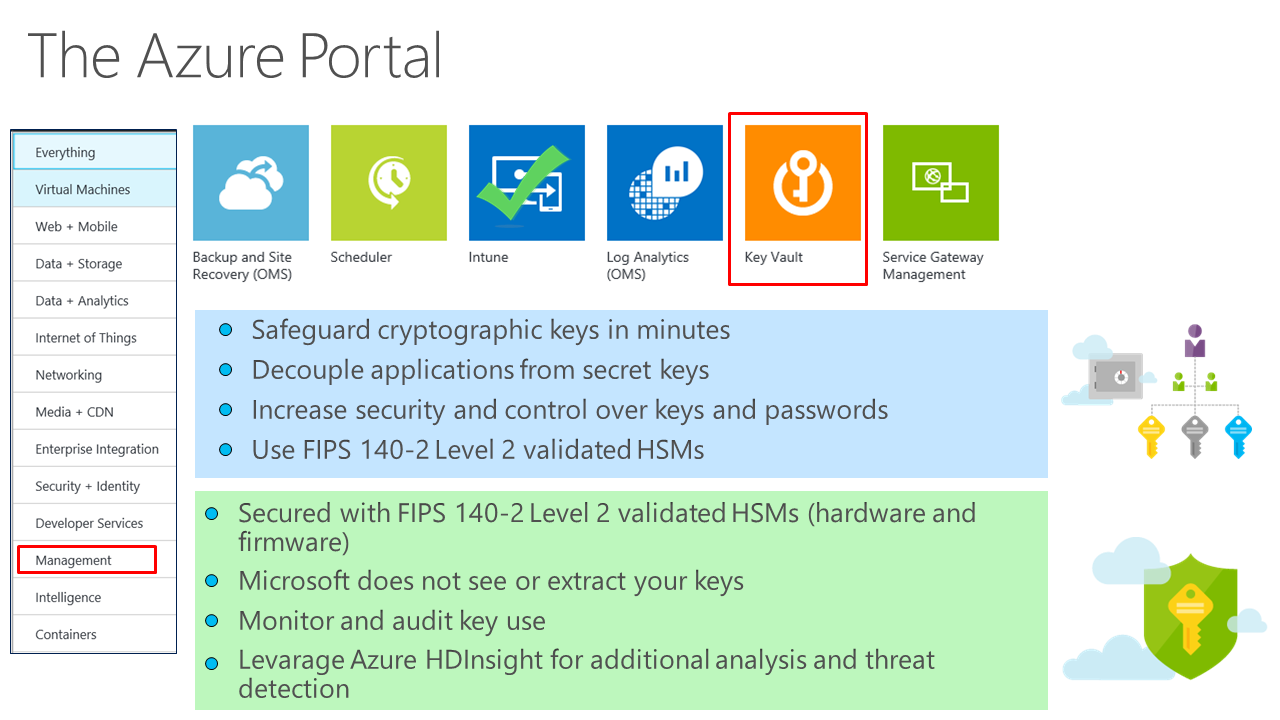 The Azure Portal
Everything
Virtual Machines
Web + Mobile
Data + Storage
Data + Analytics
Internet of Things
Networking
Media + CDN
Enterprise Integration
Security + Identity
Developer Services
Management
Intelligence
Containers
Backup and Site
Recovery (OMS)
Scheduler
Intune
Log Analytics
(OMS)
Key Vault
Service Gateway
Management
Safeguard cryptographic keys in minutes
Decouple applications from secret keys
Increase security and control over keys and passwords
Use FIPS 140-2 Level 2 validated HSMs
Secured with FIPS 140-2 Level 2 validated HSMs (hardware and
firmware)
Microsoft does not see or extract your keys
Monitor and audit key use
Levarage Azure HDInsight for additional analysis and threat
detection